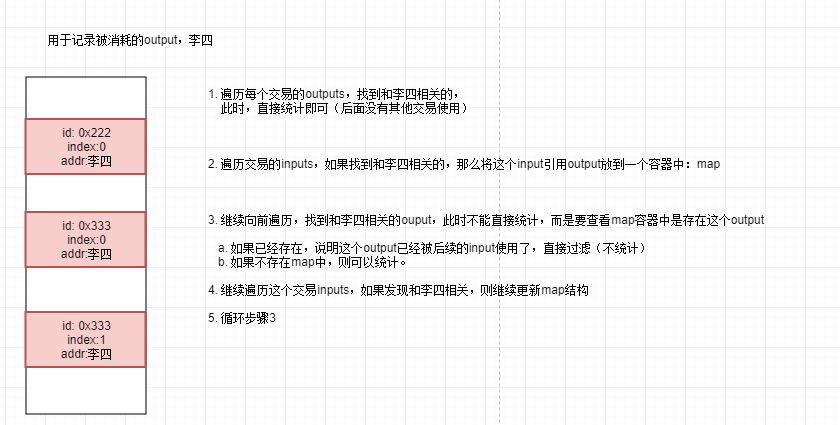 用于记录被消耗的output，李四
id: 0x222
index:0
addr:李四
id: 0x333
index:0
addr:李四
id: 0x333
index:1
addr:李四
1. 遍历每个交易的outputs，找到和李四相关的，
此时，直接统计即可（后面没有其他交易使用）
2. 遍历交易的inputs，如果找到和李四相关的，那么将这个input引用output放到一个容器中：map
3. 继续向前遍历，找到和李四相关的ouput，此时不能直接统计，而是要查看map容器中是存在这个output
a. 如果已经存在，说明这个output已经被后续的input使用了，直接过滤（不统计）
b. 如果不存在map中，则可以统计。
4. 继续遍历这个交易inputs，如果发现和李四相关，则继续更新map结构
5. 循环步骤3